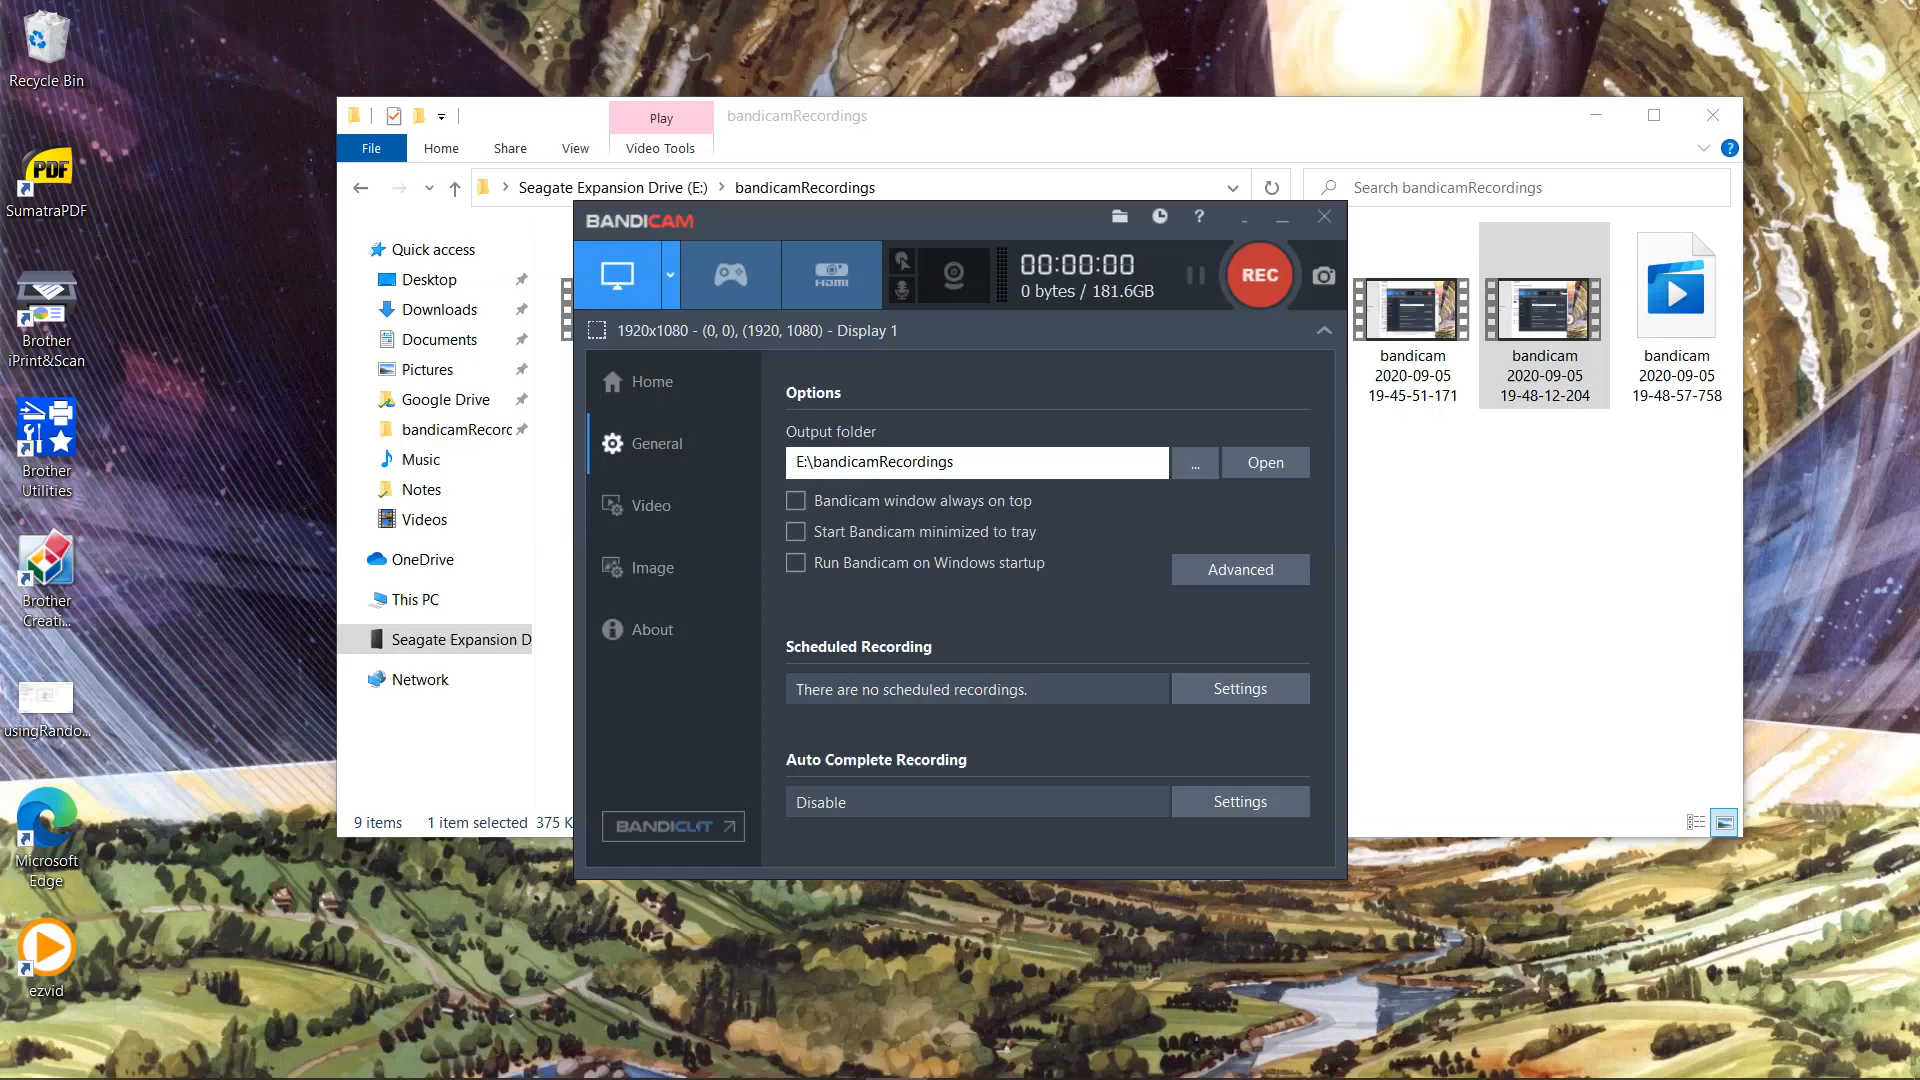 Recycle Bin
PDF
SumatraPDF
Brother
iPrint&Scan
Brother
Utilities
Brother
Creati...
usingRando...
Microsoft
Edge
ezvid
Play
bandicamRecordings
File
Home
Share
View
Video Tools
?
Seagate Expansion Drive (E:)
bandicamRecordings
Search bandicamRecordings
Quick access
Desktop
Downloads
Documents
Pictures
Google Drive
bandicamRecorc
Music
Notes
Videos
OneDrive
This PC
Seagate Expansion D
Network
9 items 1 item selected 375 K
BANDICAM
?
HDMI
00:00:00
0 bytes / 181.6GB
REC
1920x1080 - (0, 0), (1920, 1080) - Display 1
Home
General
Video
Image
About
BANDICUT
Options
Output folder
E:\bandicamRecordings
...
Open
Bandicam window always on top
Start Bandicam minimized to tray
Run Bandicam on Windows startup
Advanced
Scheduled Recording
There are no scheduled recordings.
Settings
Auto Complete Recording
Disable
Settings
bandicam
2020-09-05
19-45-51-171
bandicam
2020-09-05
19-48-12-204
bandicam
2020-09-05
19-48-57-758